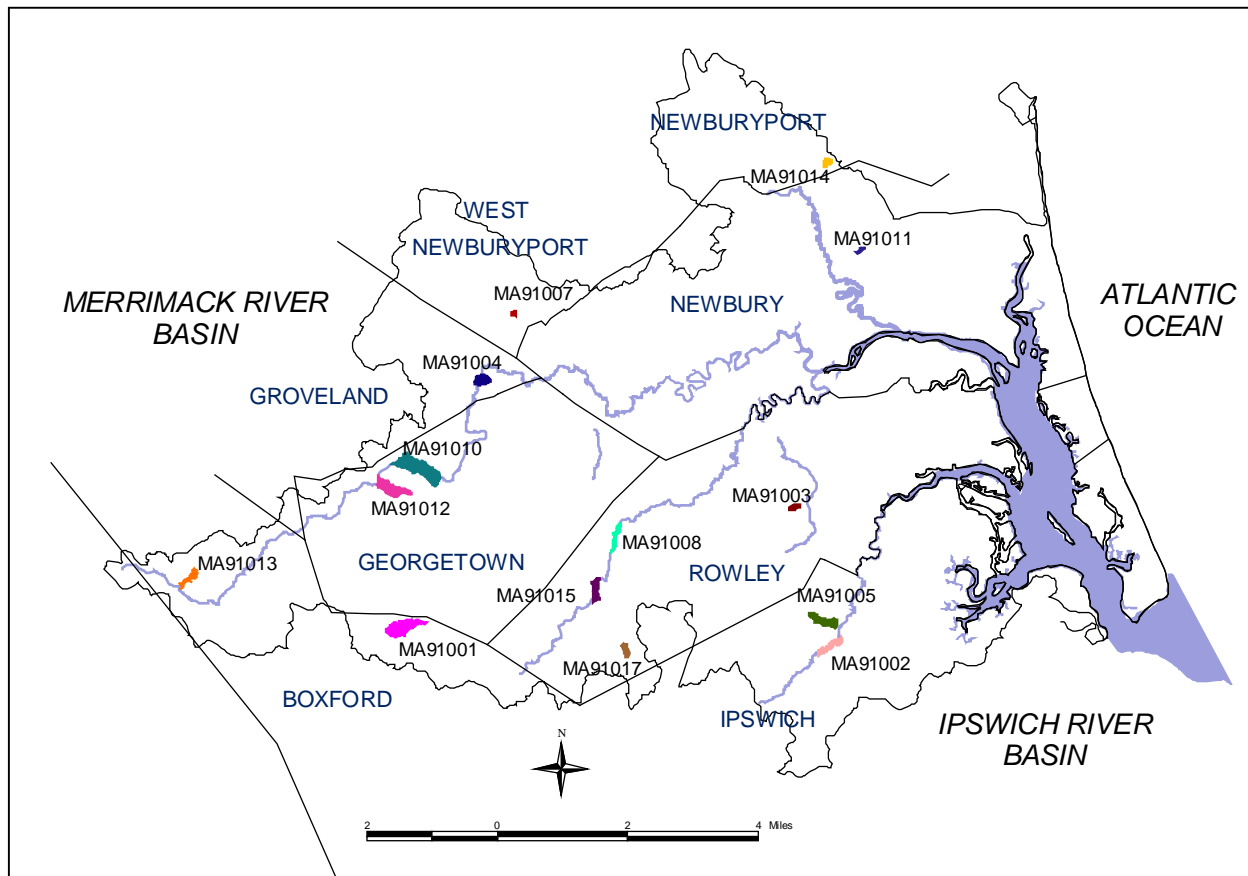 NEWBURYPORT
MA91014
WEST
NEWBURYPORT
MA91011
MA91007
MERRIMACK RIVER
BASIN
NEWBURY
ATLANTIC
OCEAN
MA91004
GROVELAND
MA91010
MA91003
MA91012
MA91008
MA91013
GEORGETOWN
ROWLEY
MA91015
MA91005
MA91001
MA91017
MA91002
BOXFORD
IPSWICH
IPSWICH RIVER
BASIN
N
2 0 2 4 Miles